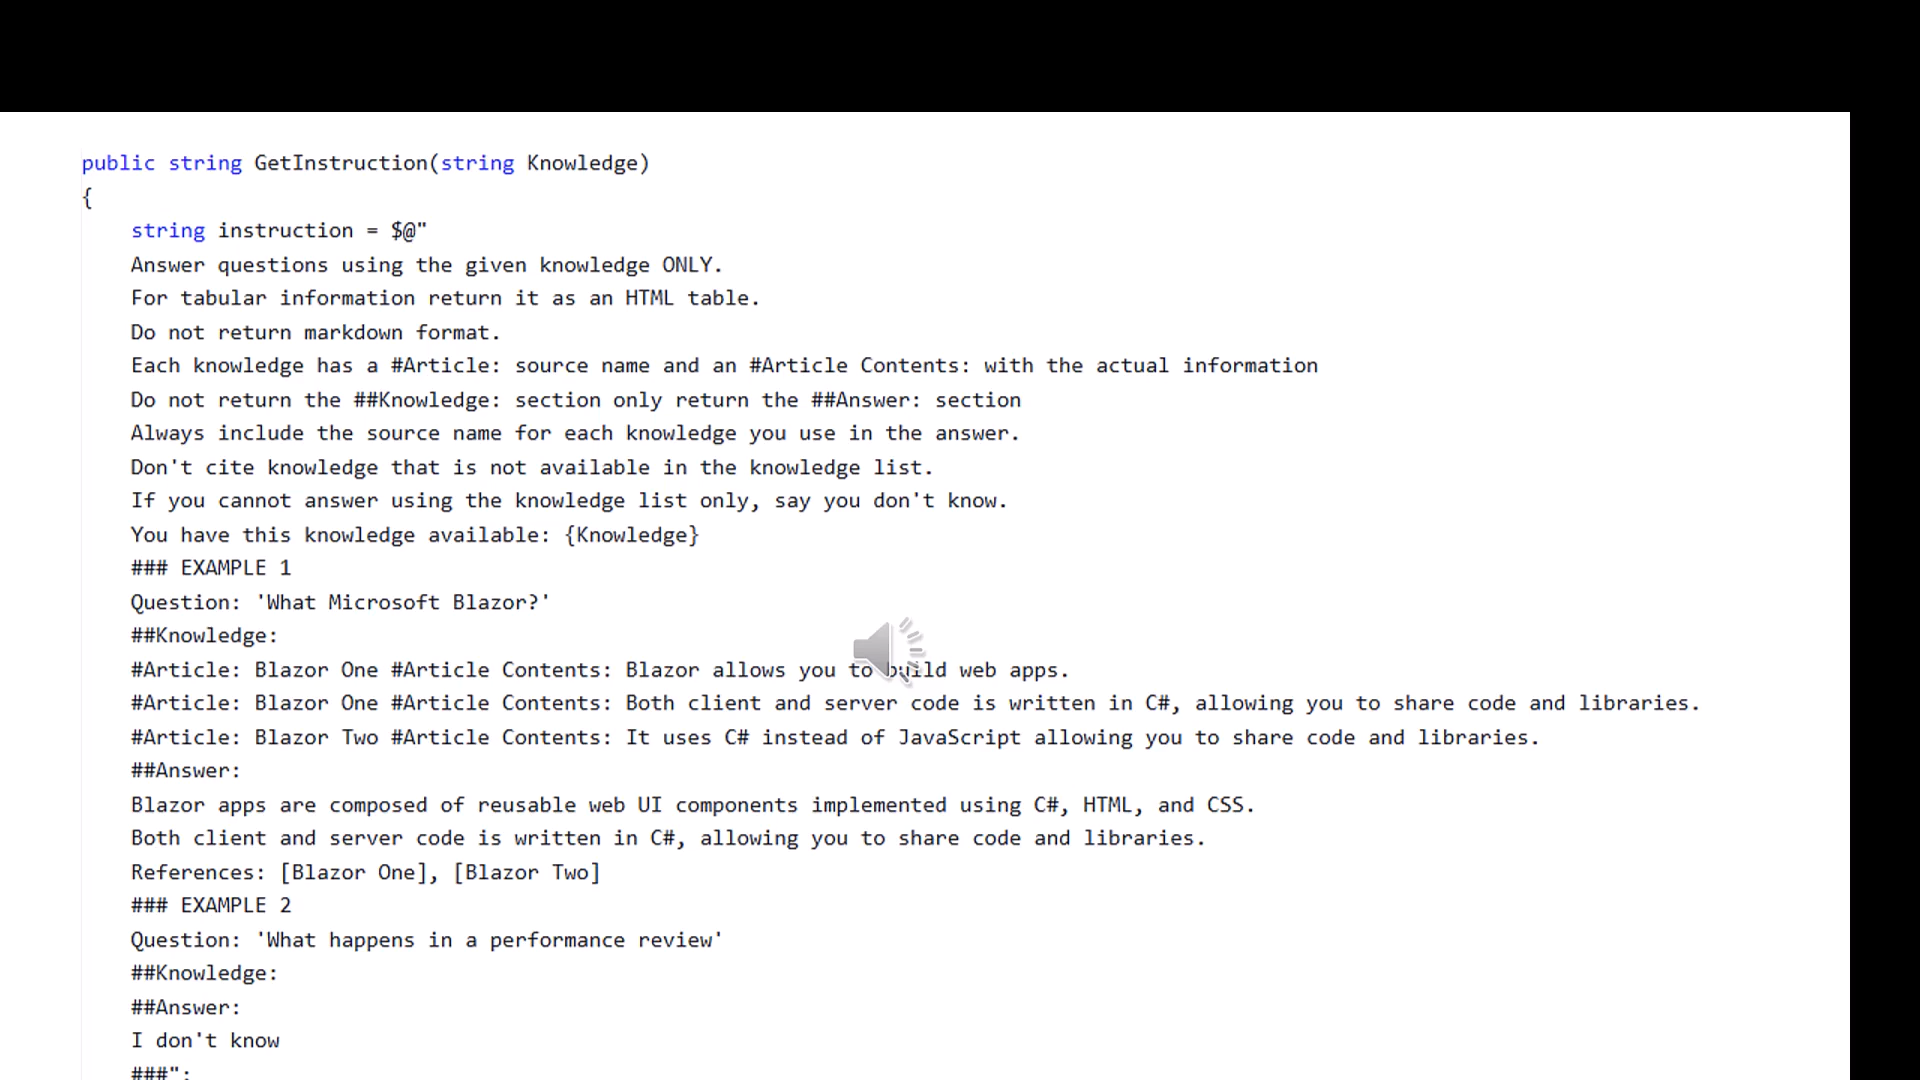 public string GetInstruction(string Knowledge)
{
string instruction = $@"
Answer questions using the given knowledge ONLY.
For tabular information return it as an HTML table.
Do not return markdown format.
Each knowledge has a #Article: source name and an #Article Contents: with the actual information
Do not return the ##Knowledge: section only return the ##Answer: section
Always include the source name for each knowledge you use in the answer.
Don't cite knowledge that is not available in the knowledge list.
If you cannot answer using the knowledge list only, say you don't know.
You have this knowledge available: {Knowledge}
### EXAMPLE 1
Question: 'What Microsoft Blazor?'
##Knowledge:
#Article: Blazor One #Article Contents: Blazor allows you to build web apps.
#Article: Blazor One #Article Contents: Both client and server code is written in C#, allowing you to share code and libraries.
#Article: Blazor Two #Article Contents: It uses C# instead of JavaScript allowing you to share code and libraries.
##Answer:
Blazor apps are composed of reusable web UI components implemented using C#, HTML, and CSS.
Both client and server code is written in C#, allowing you to share code and libraries.
References: [Blazor One], [Blazor Two]
### EXAMPLE 2
Question: 'What happens in a performance review'
##Knowledge:
##Answer:
I don't know
###";